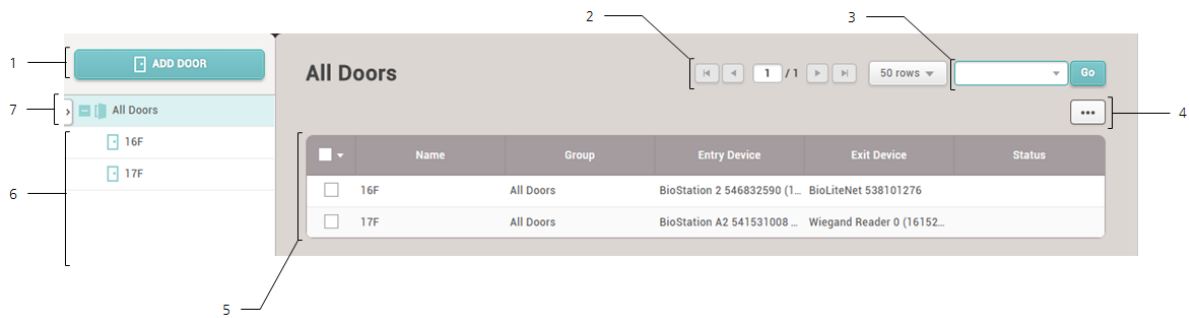 2 3
1 ADD DOOR All Doors 1 / 1 50 rows Go
7 All Doors ••• 4
16F Name Group Entry Device Exit Device Status
17F
6 16F All Doors BioStation 2 546832590 (1... BioLiteNet 538101276
17F All Doors BioStation A2 541531008 ... Wiegand Reader 0 (16152...
5